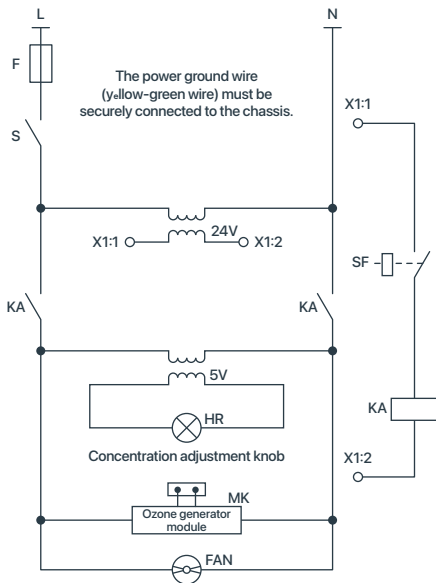 L
N
F
The power ground wire
(yellow-green wire) must be
securely connected to the chassis.
X1:1
S
24V
X1:1
X1:2
SF
KA
KA
5V
HR
KA
Concentration adjustment knob
X1:2
MK
Ozone generator
module
FAN